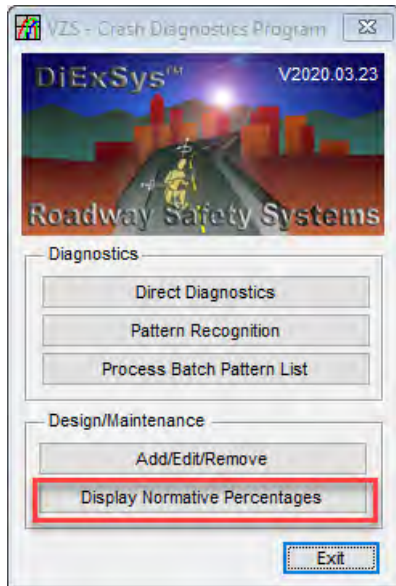 VZS - Crash Diagnostics Program
DiExSys™ V2020.03.23
Roadway Safety Systems
Diagnostics
Direct Diagnostics
Pattern Recognition
Process Batch Pattern List
Design/Maintenance
Add/Edit/Remove
Display Normative Percentages
Exit